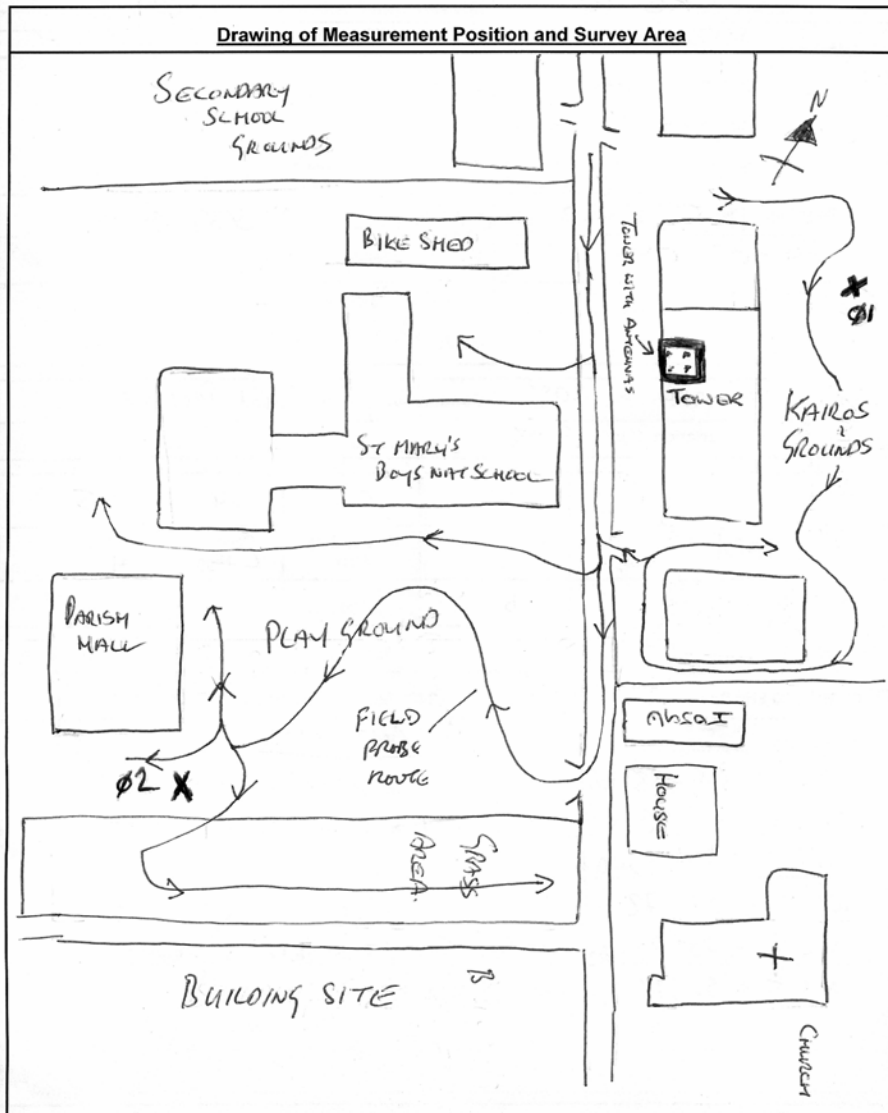 Drawing of Measurement Position and Survey Area
SECONDARY
SCHOOL
GROUNDS
N
BIKE SHED
TOWER WITH ANTENNAS
X
Ø1
TOWER
KAIROS
GROUNDS
ST MARY'S
BOYS NAT SCHOOL
PARISH
HALL
PLAY GROUND
FIELD
PROBE
ROUTE
HOUSE
Ø2 X
GRASS
AREA.
BUILDING SITE
B
CHURCH